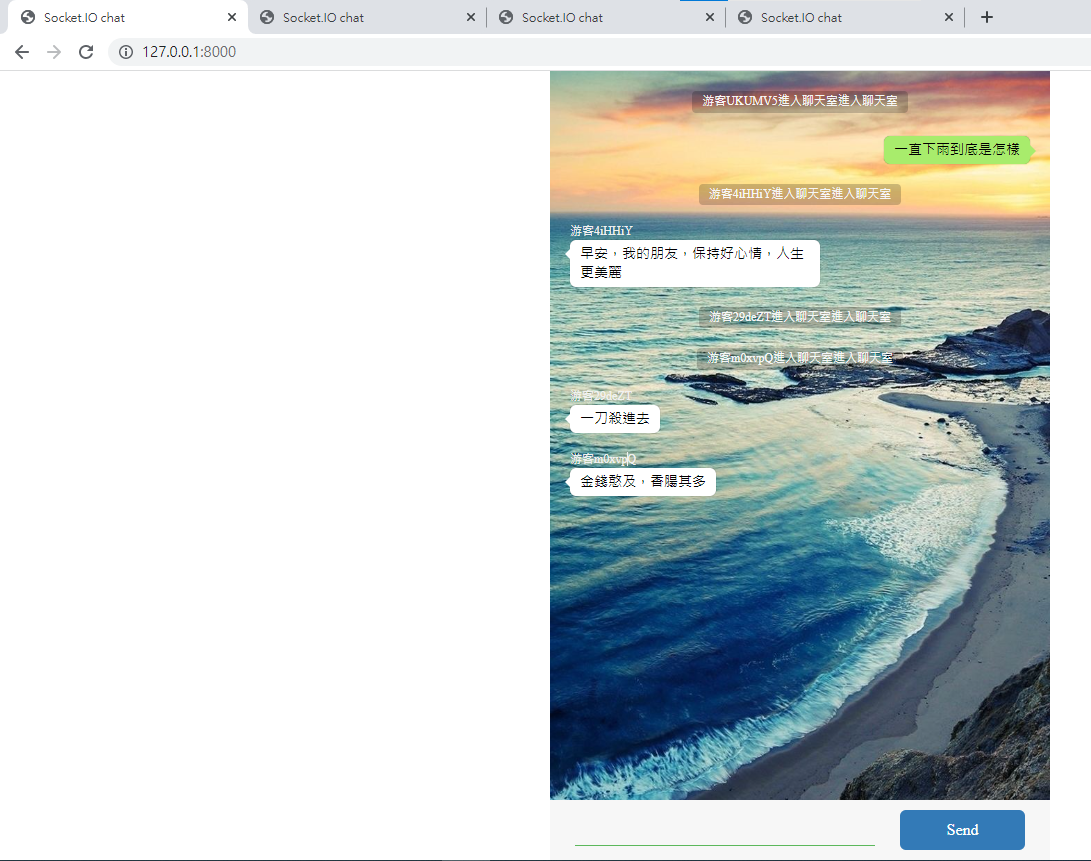 Socket.IO chat
Socket.IO chat
Socket.IO chat
Socket.IO chat
127.0.0.1:8000
游客UKUMV5進入聊天室進入聊天室
一直下雨到底是怎樣
游客4iHHiY進入聊天室進入聊天室
游客4iHHiY
早安，我的朋友，保持好心情，人生
更美麗
游客29deZT進入聊天室進入聊天室
游客m0xvpQ進入聊天室進入聊天室
游客29deZT
一刀殺進去
游客m0xvpQ
金錢憨及，香腸其多
Send